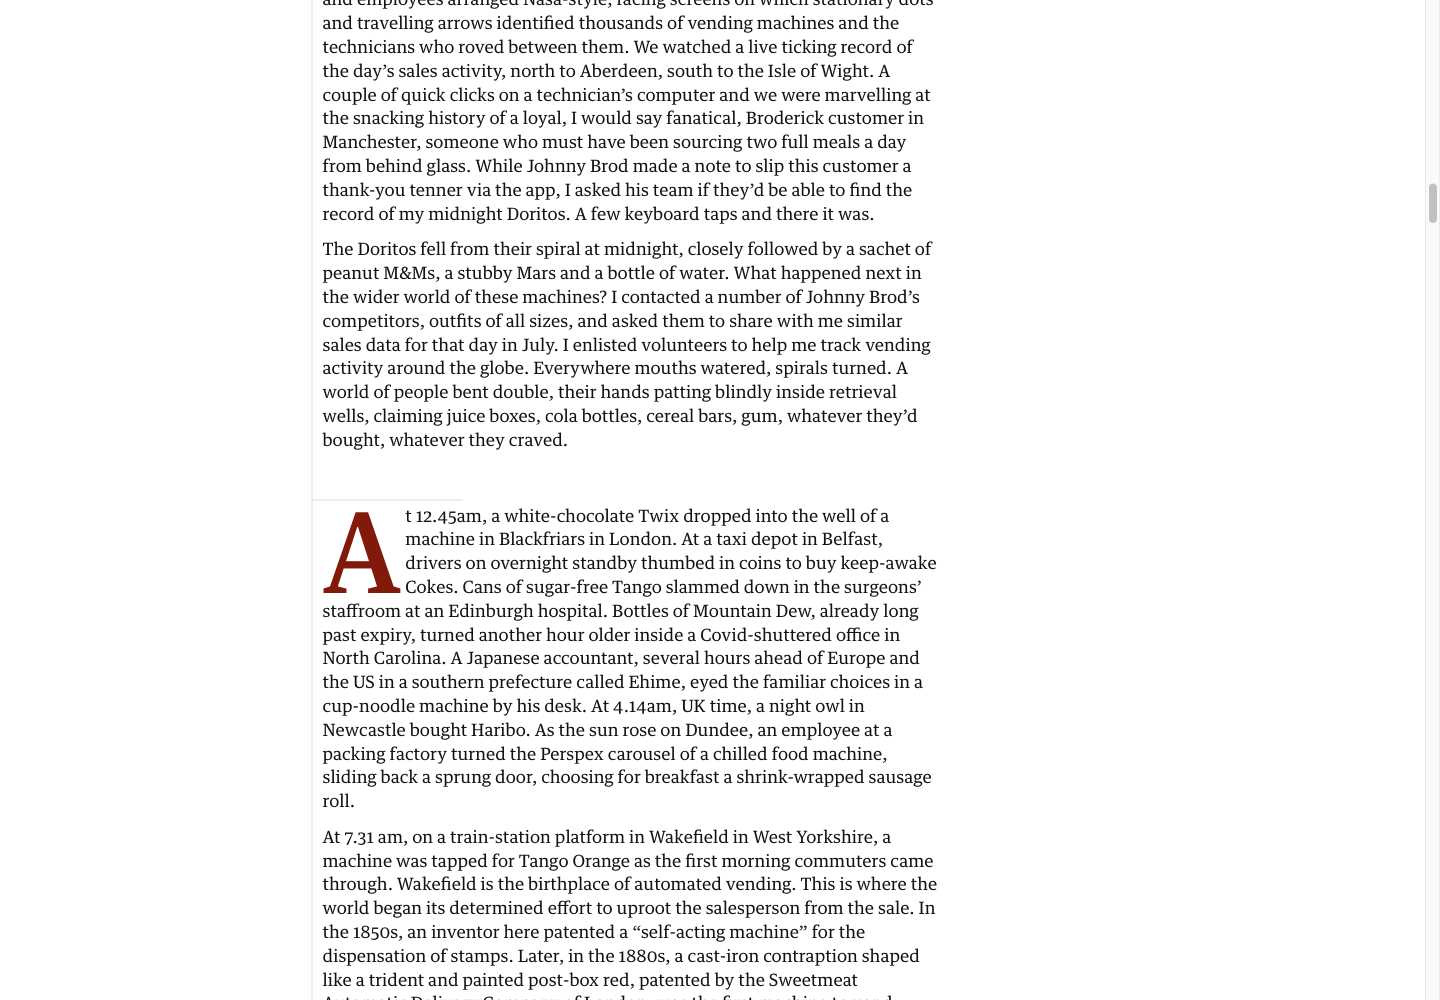 and employees arranged Nasa-style, facing screens on which stationary dots
and travelling arrows identified thousands of vending machines and the
technicians who roved between them. We watched a live ticking record of
the day’s sales activity, north to Aberdeen, south to the Isle of Wight. A
couple of quick clicks on a technician’s computer and we were marvelling at
the snacking history of a loyal, I would say fanatical, Broderick customer in
Manchester, someone who must have been sourcing two full meals a day
from behind glass. While Johnny Brod made a note to slip this customer a
thank-you tenner via the app, I asked his team if they’d be able to find the
record of my midnight Doritos. A few keyboard taps and there it was.
The Doritos fell from their spiral at midnight, closely followed by a sachet of
peanut M&Ms, a stubby Mars and a bottle of water. What happened next in
the wider world of these machines? I contacted a number of Johnny Brod’s
competitors, outfits of all sizes, and asked them to share with me similar
sales data for that day in July. I enlisted volunteers to help me track vending
activity around the globe. Everywhere mouths watered, spirals turned. A
world of people bent double, their hands patting blindly inside retrieval
wells, claiming juice boxes, cola bottles, cereal bars, gum, whatever they’d
bought, whatever they craved.
At 12.45am, a white-chocolate Twix dropped into the well of a
machine in Blackfriars in London. At a taxi depot in Belfast,
drivers on overnight standby thumbed in coins to buy keep-awake
Cokes. Cans of sugar-free Tango slammed down in the surgeons’
staffroom at an Edinburgh hospital. Bottles of Mountain Dew, already long
past expiry, turned another hour older inside a Covid-shuttered office in
North Carolina. A Japanese accountant, several hours ahead of Europe and
the US in a southern prefecture called Ehime, eyed the familiar choices in a
cup-noodle machine by his desk. At 4.14am, UK time, a night owl in
Newcastle bought Haribo. As the sun rose on Dundee, an employee at a
packing factory turned the Perspex carousel of a chilled food machine,
sliding back a sprung door, choosing for breakfast a shrink-wrapped sausage
roll.
At 7.31 am, on a train-station platform in Wakefield in West Yorkshire, a
machine was tapped for Tango Orange as the first morning commuters came
through. Wakefield is the birthplace of automated vending. This is where the
world began its determined effort to uproot the salesperson from the sale. In
the 1850s, an inventor here patented a “self-acting machine” for the
dispensation of stamps. Later, in the 1880s, a cast-iron contraption shaped
like a trident and painted post-box red, patented by the Sweetmeat